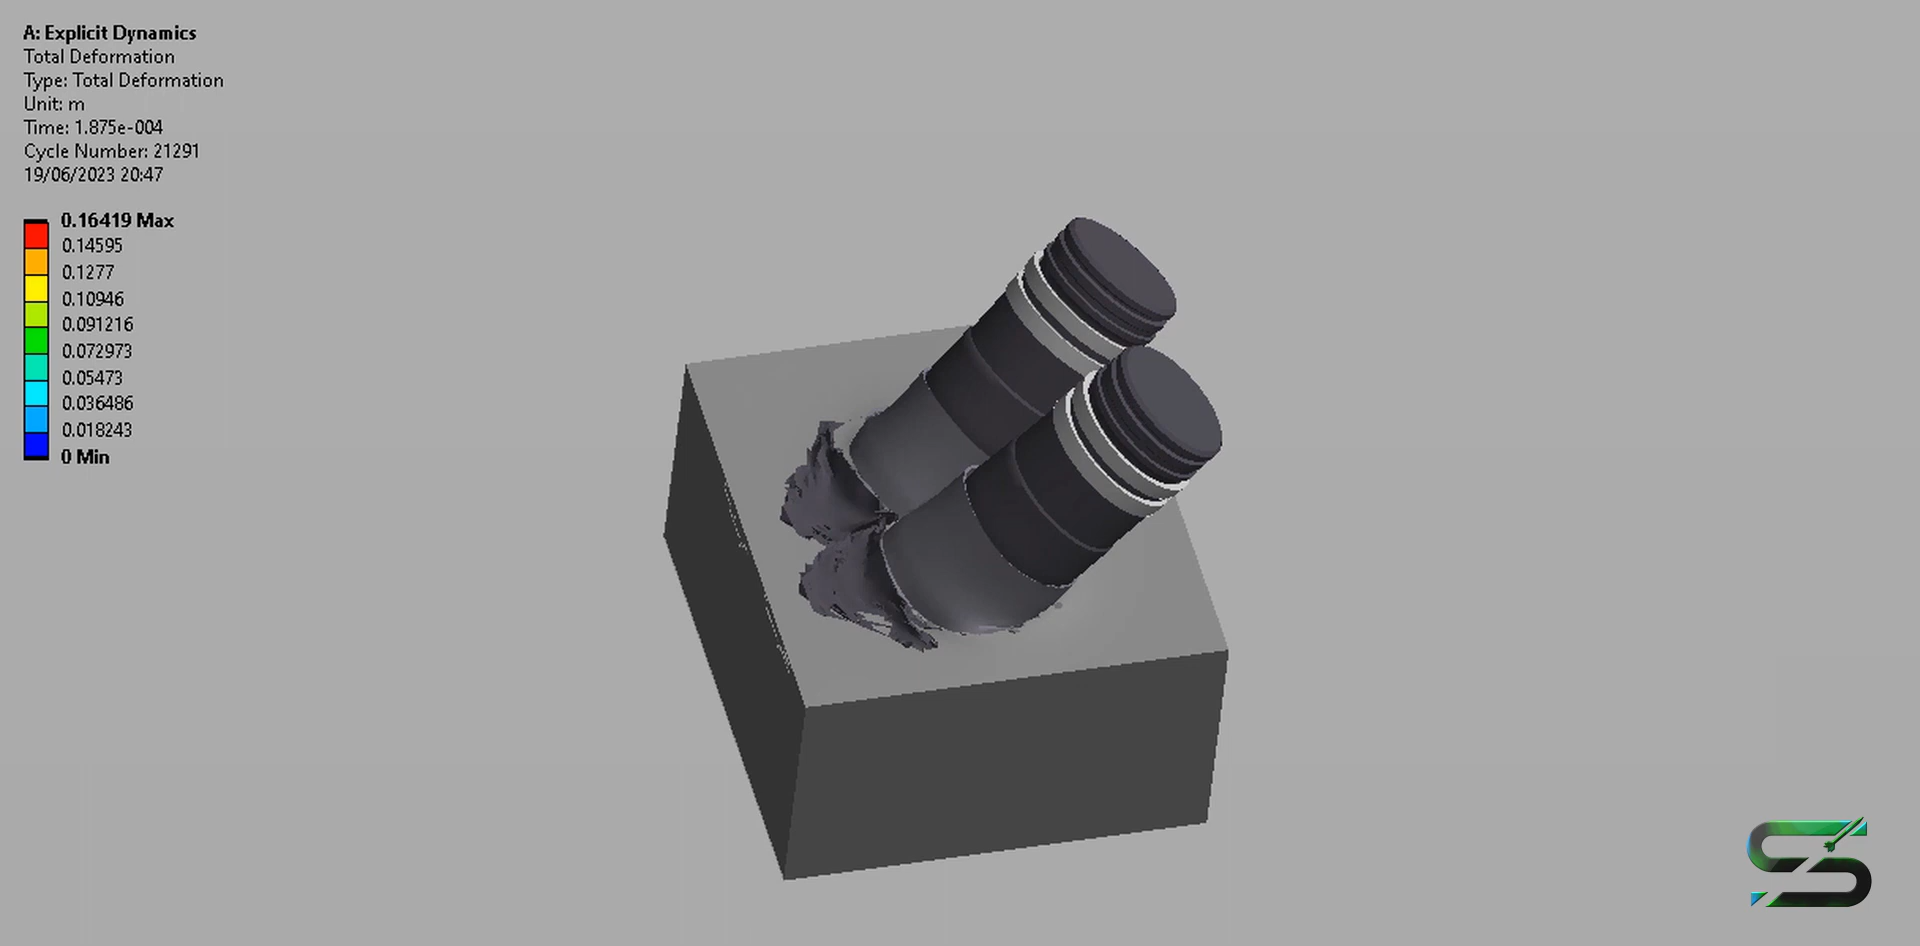 A: Explicit Dynamics
Total Deformation
Type: Total Deformation
Unit: m
Time: 1.875e-004
Cycle Number: 21291
19/06/2023 20:47
0.16419 Max
0.14595
0.1277
0.10946
0.091216
0.072973
0.05473
0.036486
0.018243
0 Min